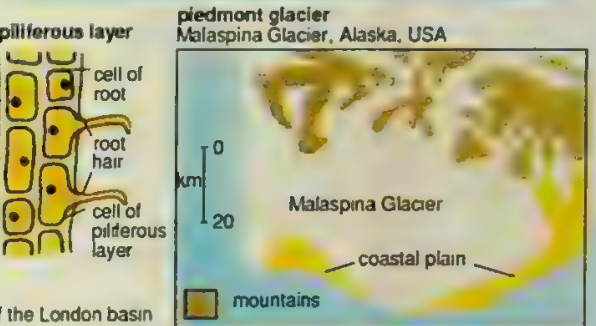 piliferous layer
cell of
root
root
hair
cell of
piliferous
layer
f the London basin
piedmont glacier
Malaspina Glacier, Alaska, USA
0
km
20
Malaspina Glacier
coastal plain
mountains